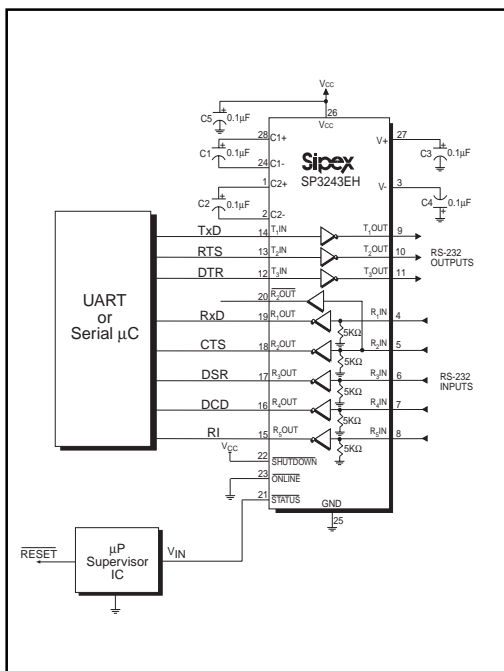 VCC
C5
+
0.1µF
26
VCC
28
C1+
V+
27
C1
+
0.1µF
C3
+
0.1µF
24
C1-
Sipex
SP3243EH
1
C2+
V-
3
C2
+
0.1µF
C4
+
0.1µF
2
C2-
TxD
14
T1IN
T1OUT
9
RTS
13
T2IN
T2OUT
10
RS-232
OUTPUTS
DTR
12
T3IN
T3OUT
11
UART
or
Serial µC
20
R2OUT
RxD
19
R1OUT
R1IN
4
5KΩ
CTS
18
R2OUT
R2IN
5
5KΩ
DSR
17
R3OUT
R3IN
6
RS-232
INPUTS
5KΩ
DCD
16
R4OUT
R4IN
7
5KΩ
RI
15
R5OUT
R5IN
8
5KΩ
VCC
22
SHUTDOWN
23
ONLINE
21
STATUS
GND
25
RESET
µP
Supervisor
IC
VIN